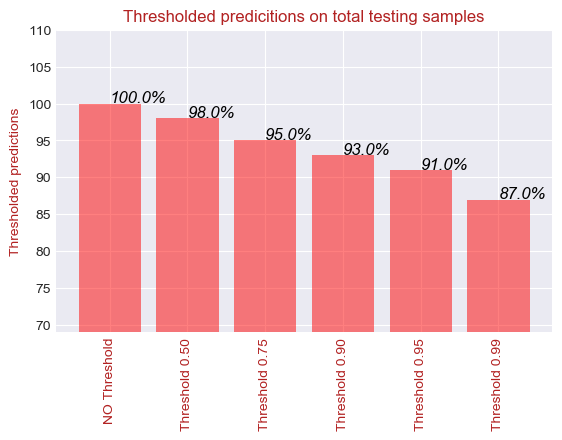 Thresholded predicitions on total testing samples
Thresholded predictions
110
105
100
95
90
85
80
75
70
100.0%
98.0%
95.0%
93.0%
91.0%
87.0%
NO Threshold
Threshold 0.50
Threshold 0.75
Threshold 0.90
Threshold 0.95
Threshold 0.99